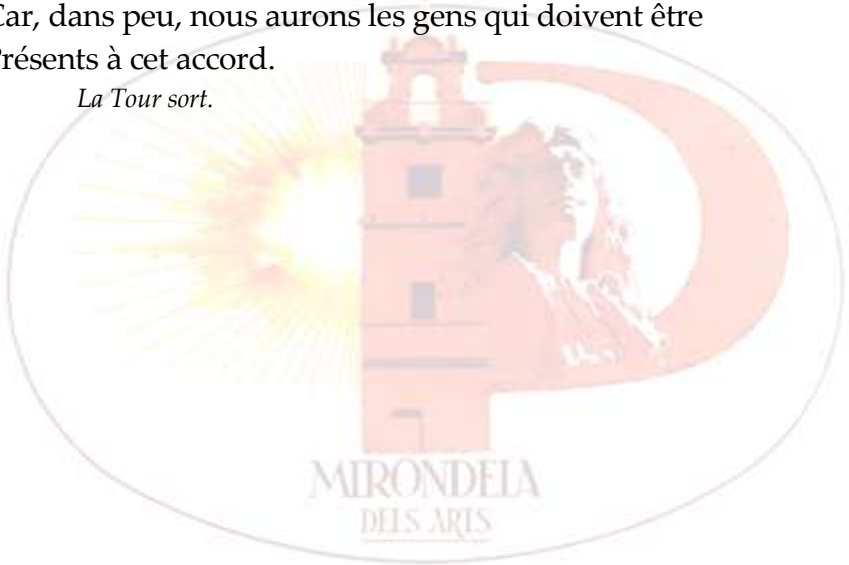 Car, dans peu, nous aurons les gens qui doivent être
Présents à cet accord.
La Tour sort.
MIRONDELA
DELS ARTS